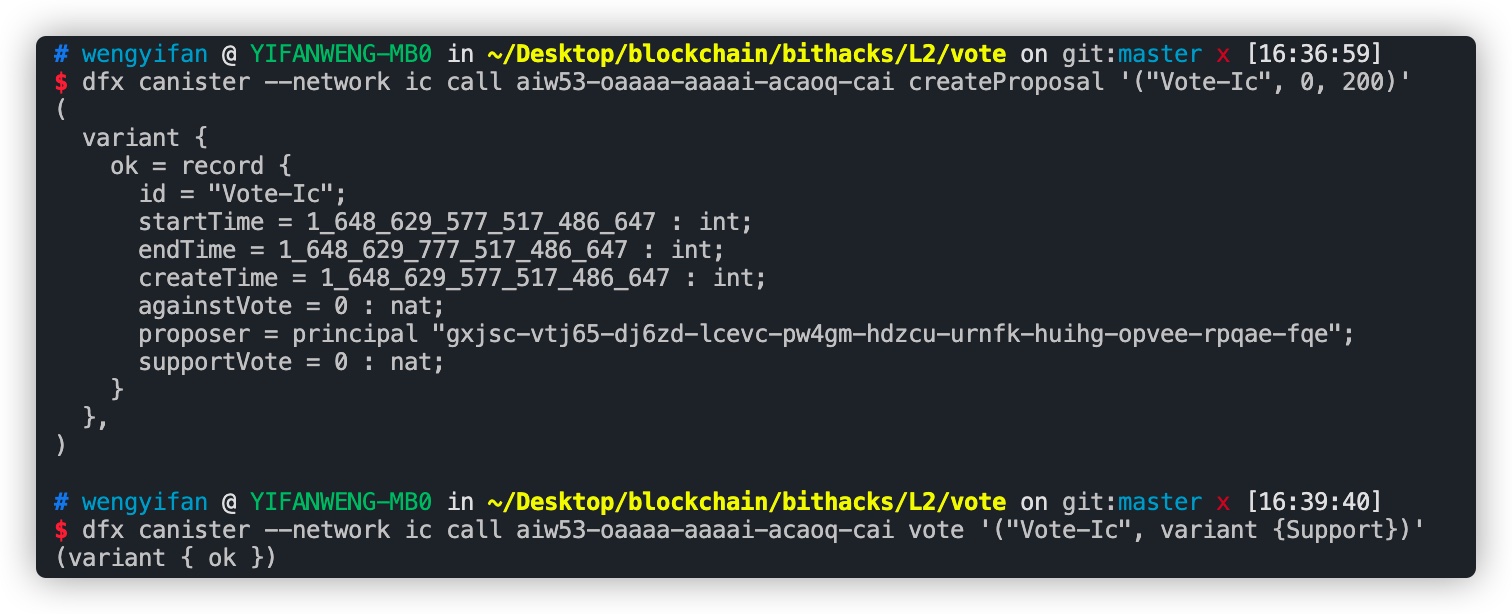 # wengyifan @ YIFANWENG-MB0 in ~/Desktop/blockchain/bithacks/L2/vote on git:master x [16:36:59]
$ dfx canister --network ic call aiw53-oaaaa-aaaai-acaoq-cai createProposal '("Vote-Ic", 0, 200)'
(
  variant {
    ok = record {
      id = "Vote-Ic";
      startTime = 1_648_629_577_517_486_647 : int;
      endTime = 1_648_629_777_517_486_647 : int;
      createTime = 1_648_629_577_517_486_647 : int;
      againstVote = 0 : nat;
      proposer = principal "gxjsc-vtj65-dj6zd-lcevc-pw4gm-hdzcu-urnfk-huihg-opvee-rpqae-fqe";
      supportVote = 0 : nat;
    }
  },
)
# wengyifan @ YIFANWENG-MB0 in ~/Desktop/blockchain/bithacks/L2/vote on git:master x [16:39:40]
$ dfx canister --network ic call aiw53-oaaaa-aaaai-acaoq-cai vote '("Vote-Ic", variant {Support})'
(variant { ok })